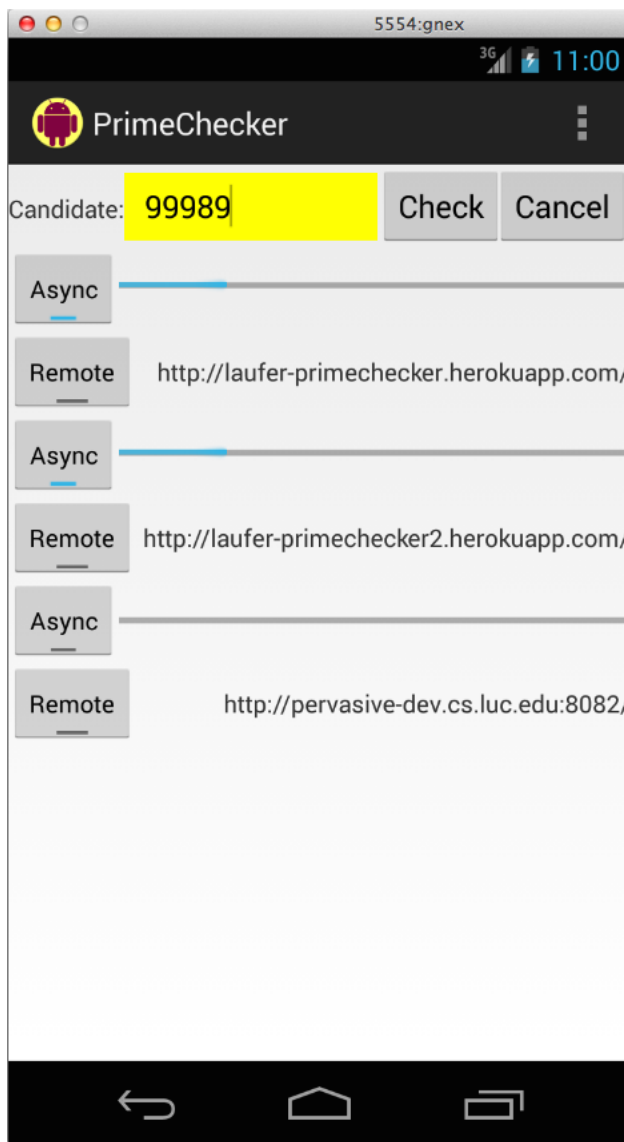 5554:gnex
3G 11:00
PrimeChecker
Candidate: 99989 Check Cancel
Async
Remote http://laufer-primechecker.herokuapp.com/
Async
Remote http://laufer-primechecker2.herokuapp.com/
Async
Remote http://pervasive-dev.cs.luc.edu:8082/